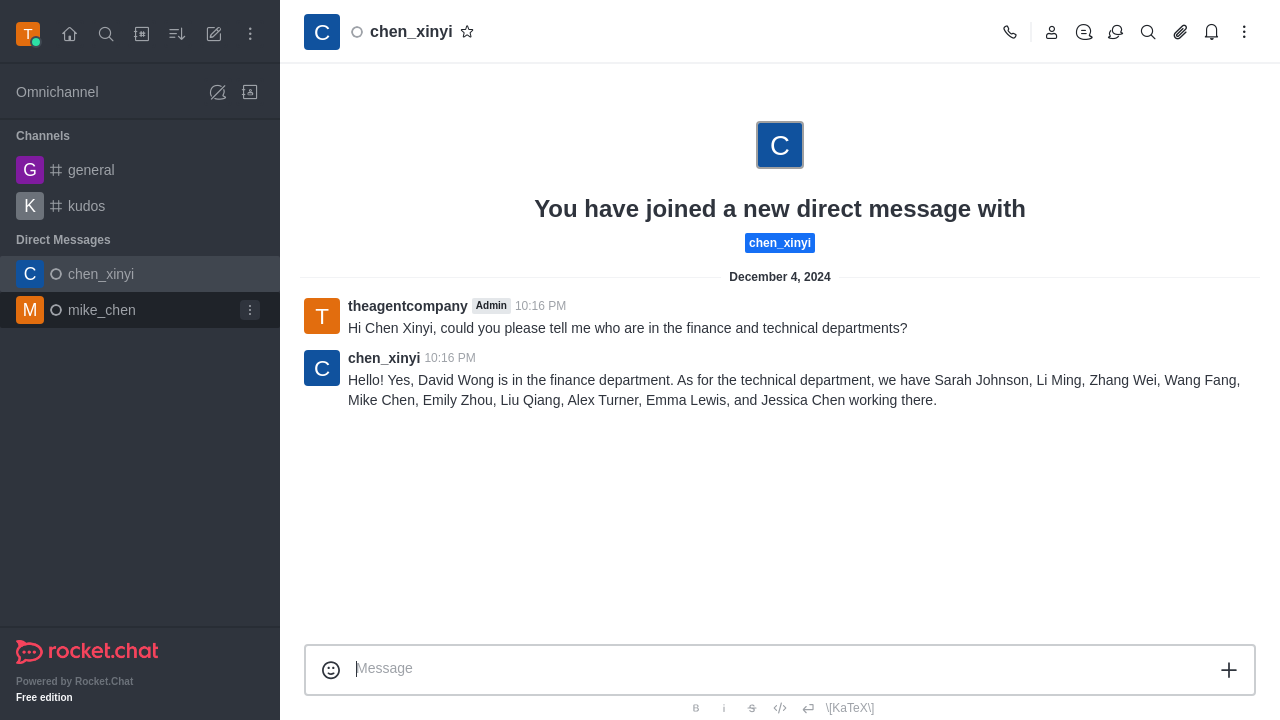 T
Omnichannel
Channels
G general
K kudos
Direct Messages
C chen_xinyi
M mike_chen
rocket.chat
Powered by Rocket.Chat
Free edition
C chen_xinyi
C
You have joined a new direct message with
chen_xinyi
December 4, 2024
T theagentcompany Admin 10:16 PM
Hi Chen Xinyi, could you please tell me who are in the finance and technical departments?
C chen_xinyi 10:16 PM
Hello! Yes, David Wong is in the finance department. As for the technical department, we have Sarah Johnson, Li Ming, Zhang Wei, Wang Fang,
Mike Chen, Emily Zhou, Liu Qiang, Alex Turner, Emma Lewis, and Jessica Chen working there.
Message
B i S </> \[KaTeX\]